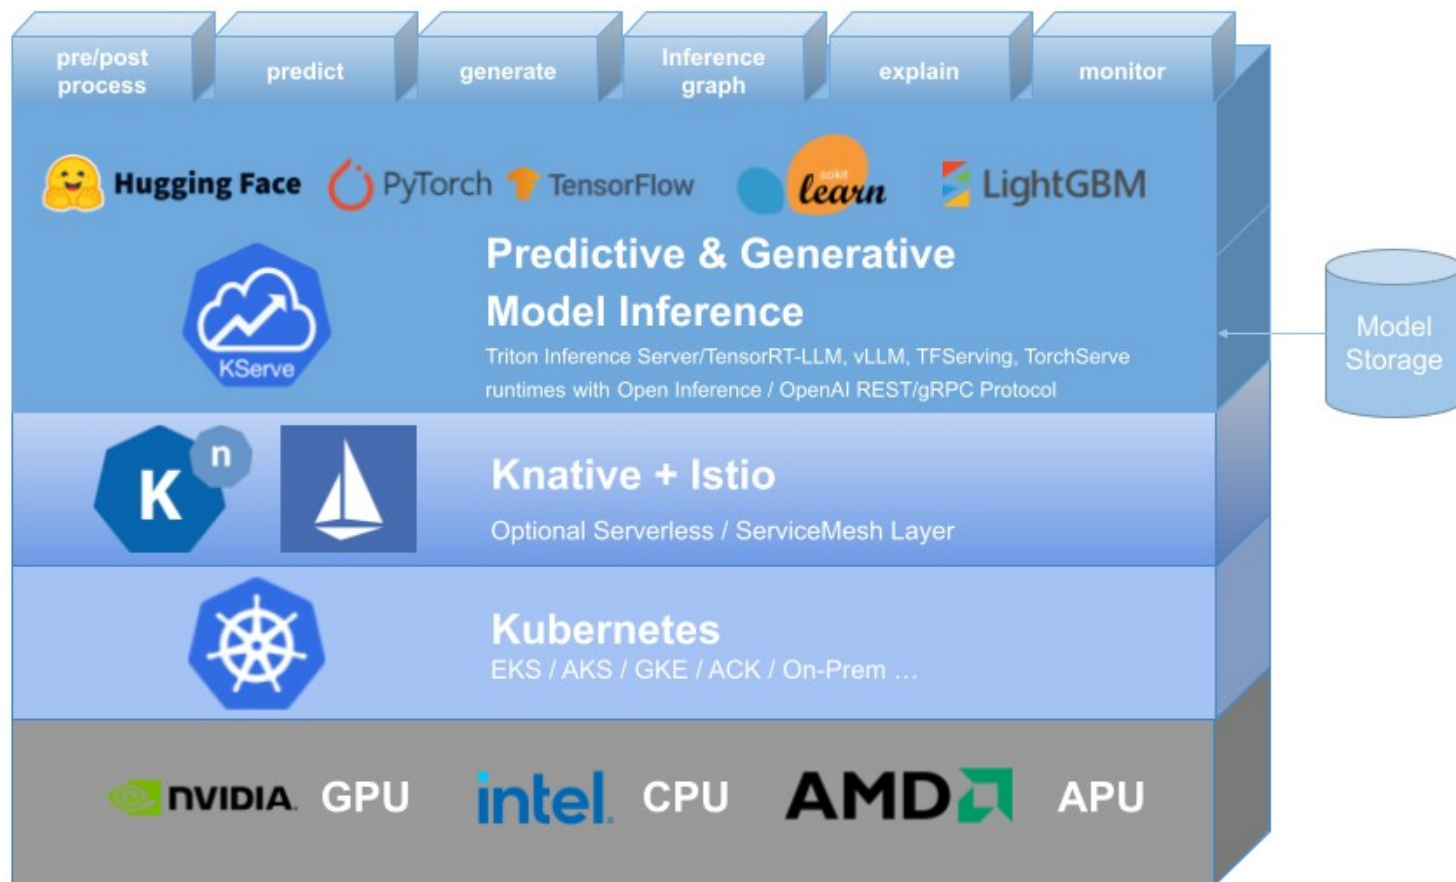 pre/post
process
predict
generate
Inference
graph
explain
monitor
Hugging Face
PyTorch
TensorFlow
scikit
learn
LightGBM
KServe
Predictive & Generative
Model Inference
Triton Inference Server/TensorRT-LLM, vLLM, TFServing, TorchServe
runtimes with Open Inference / OpenAI REST/gRPC Protocol
Model
Storage
K
n
Knative + Istio
Optional Serverless / ServiceMesh Layer
Kubernetes
EKS / AKS / GKE / ACK / On-Prem …
NVIDIA. GPU
intel. CPU
AMD APU